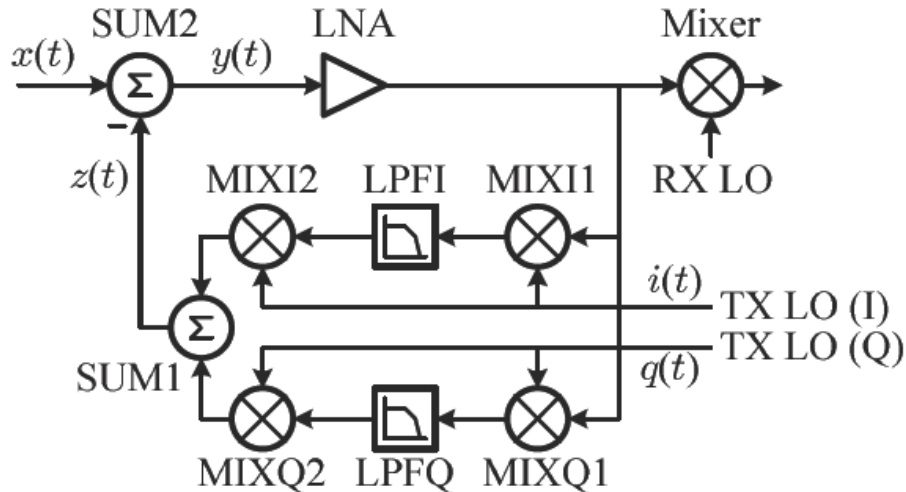 SUM2
LNA
Mixer
x(t)
y(t)
Σ
−
z(t)
MIXI2
LPFI
MIXI1
RX LO
i(t)
TX LO (I)
Σ
TX LO (Q)
SUM1
q(t)
MIXQ2
LPFQ
MIXQ1